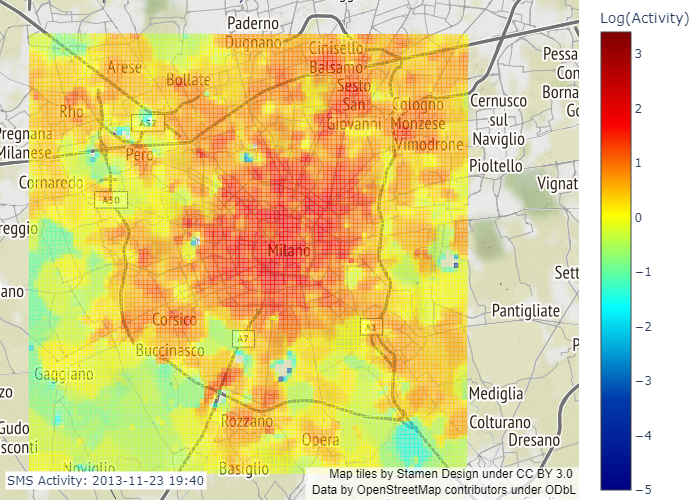 Paderno
Dugnano
Log(Activity)
Cinisello
Balsamo
Arese
Bollate
Sesto
San
Giovanni
Rho
A52
Cologno
Monzese
Vimodrone
Cernusco
sul
Naviglio
Pessa
Con
Borna
Go
Pregnana
Milanese
Pero
Pioltello
Cornaredo
A50
Vignat
reggio
Milano
Sett
ano
Corsico
A7
A1
Pantigliate
P
Buccinasco
Gaggiano
zo
Mediglia
Gudo
sconti
Rozzano
Colturano
Dresano
Opera
Noviglio
Basiglio
SMS Activity: 2013-11-23 19:40
Map tiles by Stamen Design under CC BY 3.0
Data by OpenStreetMap contributors under ODbL
3
2
1
0
−1
−2
−3
−4
−5